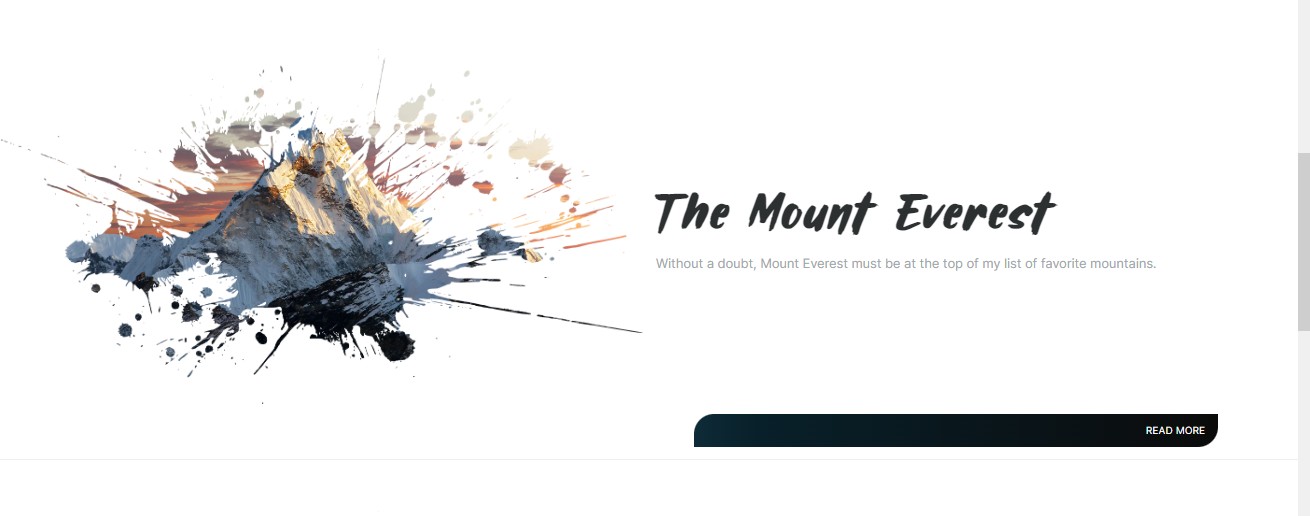 The Mount Everest
Without a doubt, Mount Everest must be at the top of my list of favorite mountains.
READ MORE